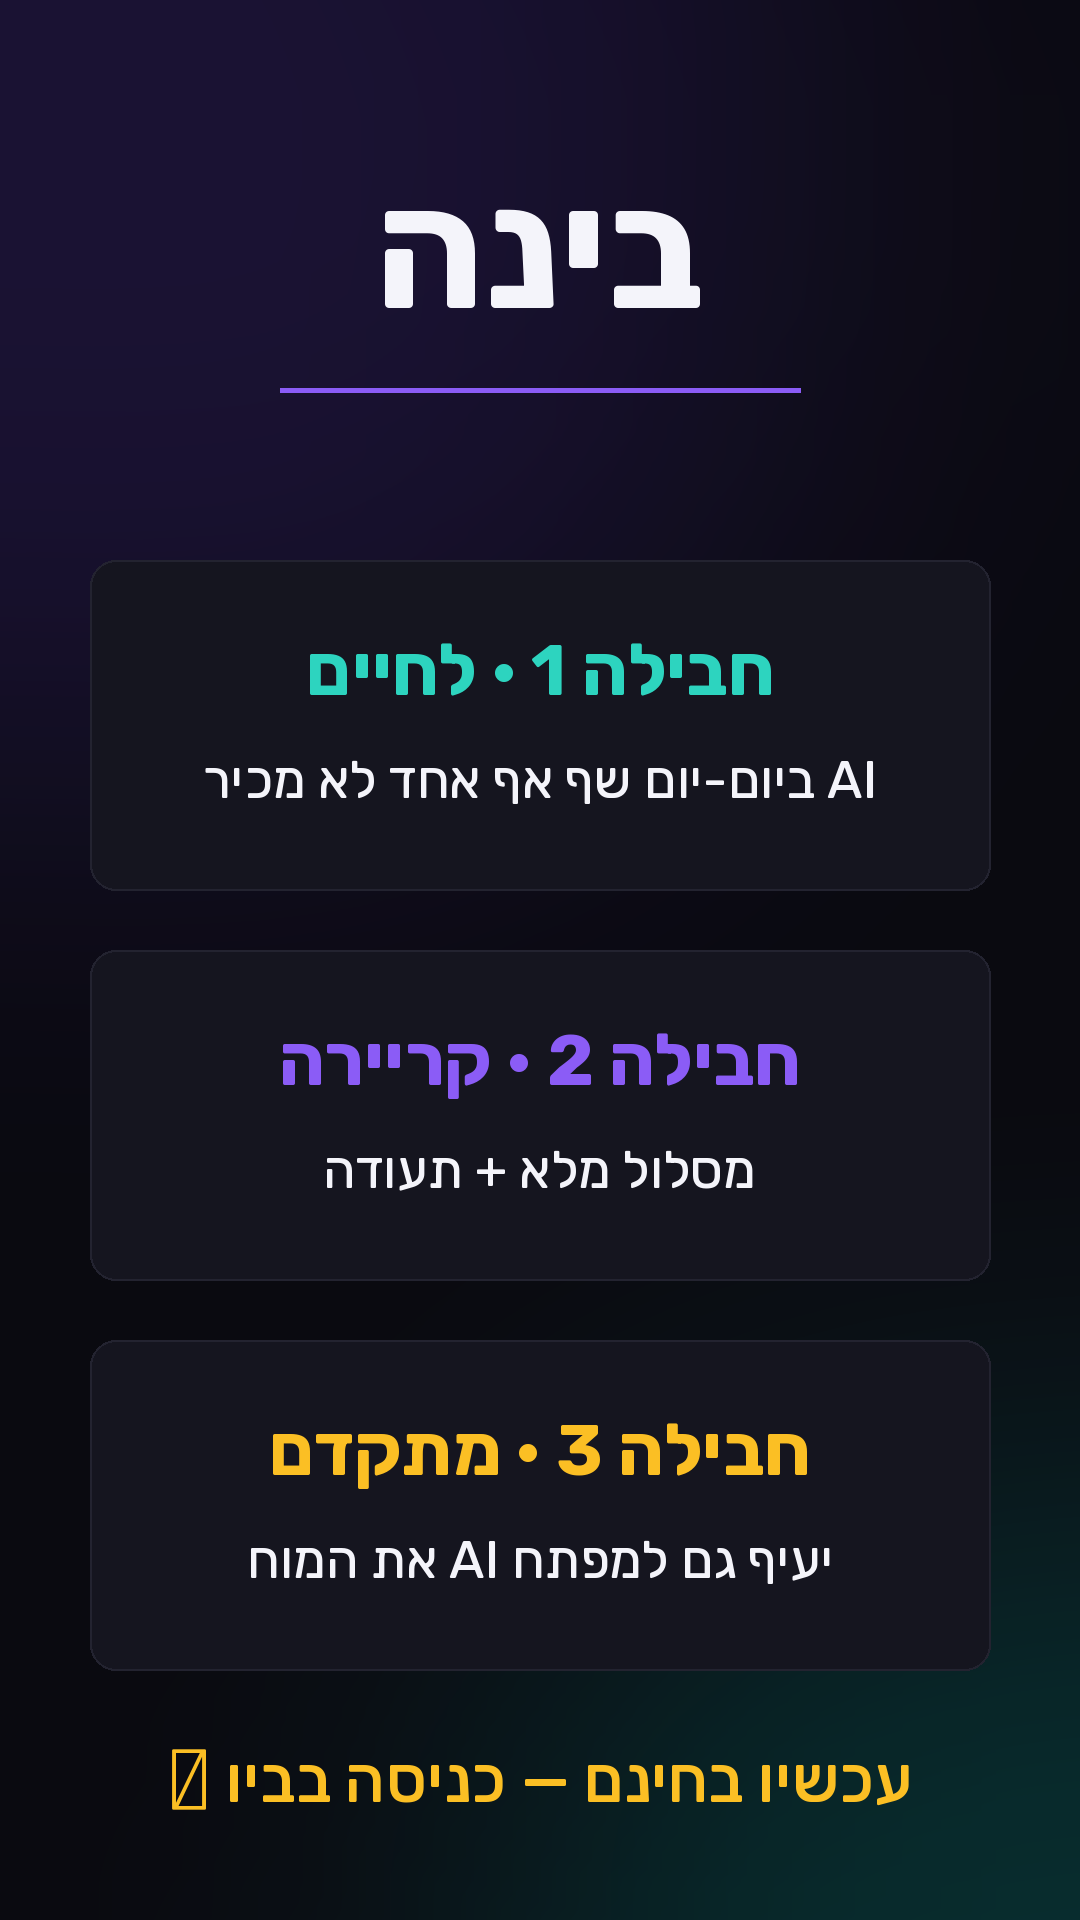 בינה
חבילה 1 • לחיים
AI ביום-יום שף אף אחד לא מכיר
חבילה 2 • קריירה
מסלול מלא + תעודה
חבילה 3 • מתקדם
יעיף גם למפתח AI את המוח
עכשיו בחינם — כניסה בביו